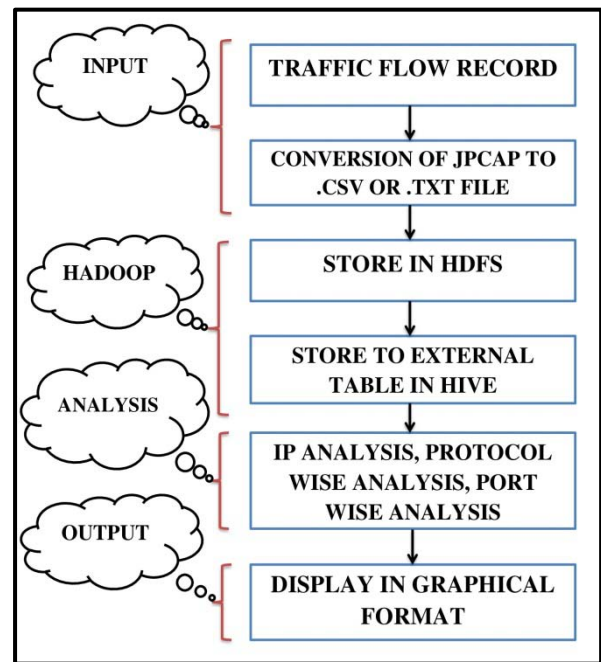 INPUT
TRAFFIC FLOW RECORD
CONVERSION OF JPCAP TO
.CSV OR .TXT FILE
HADOOP
STORE IN HDFS
STORE TO EXTERNAL
TABLE IN HIVE
ANALYSIS
IP ANALYSIS, PROTOCOL
WISE ANALYSIS, PORT
WISE ANALYSIS
OUTPUT
DISPLAY IN GRAPHICAL
FORMAT